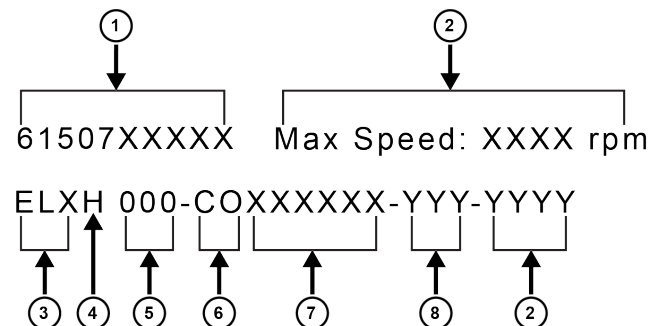 1 2
61507XXXXX Max Speed: XXXX rpm
ELXH 000-COXXXXXX-YYY-YYYY
3 4 5 6 7 8 2